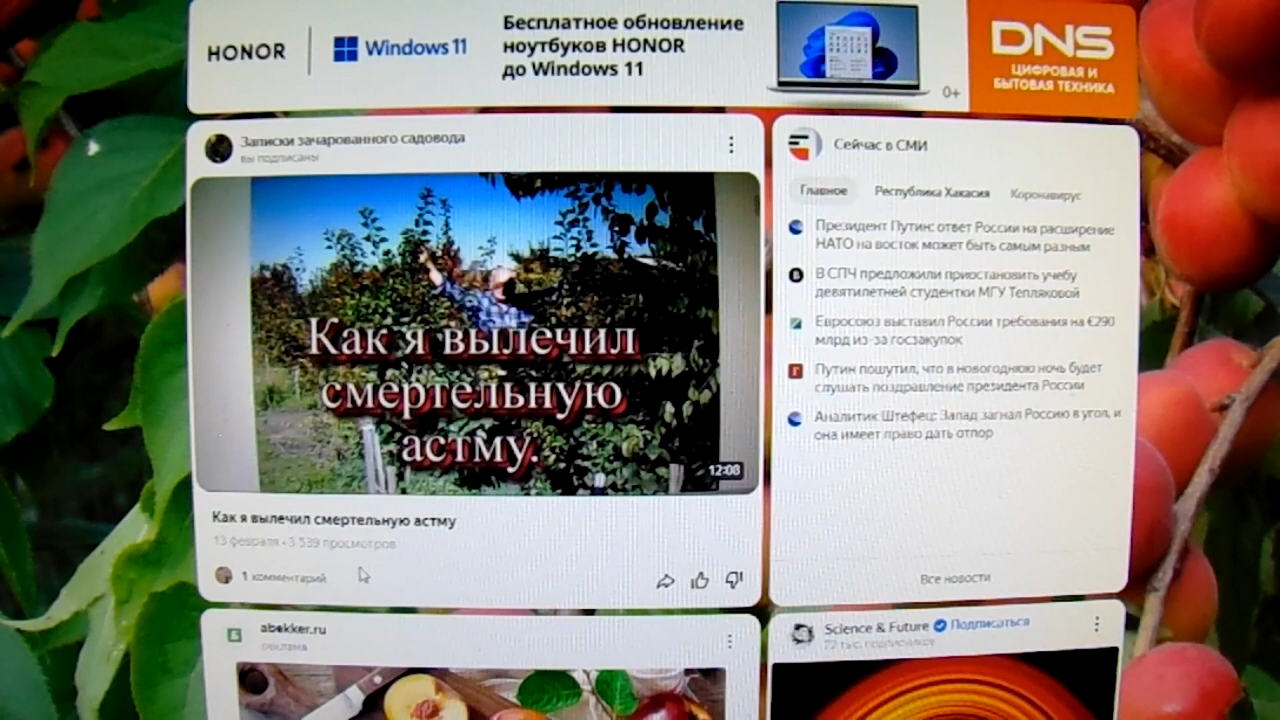 HONOR
Windows 11
Бесплатное обновление
ноутбуков HONOR
до Windows 11
0+
DNS
ЦИФРОВАЯ И
БЫТОВАЯ ТЕХНИКА
Записки зачарованного садовода
вы подписаны
Как я вылечил
смертельную
астму.
12:08
Как я вылечил смертельную астму
13 февраля • 3 539 просмотров
1 комментарий
Сейчас в СМИ
Главное Республика Хакасия Коронавирус
Президент Путин: ответ России на расширение
НАТО на восток может быть самым разным
В СПЧ предложили приостановить учебу
девятилетней студентки МГУ Тепляковой
Евросоюз выставил России требования на €290
млрд из-за госзакупок
Путин пошутил, что в новогоднюю ночь будет
слушать поздравление президента России
Аналитик Штефец: Запад загнал Россию в угол, и
она имеет право дать отпор
Все новости
abekker.ru
реклама
Science & Future Подписаться
72 тыс. подписчиков